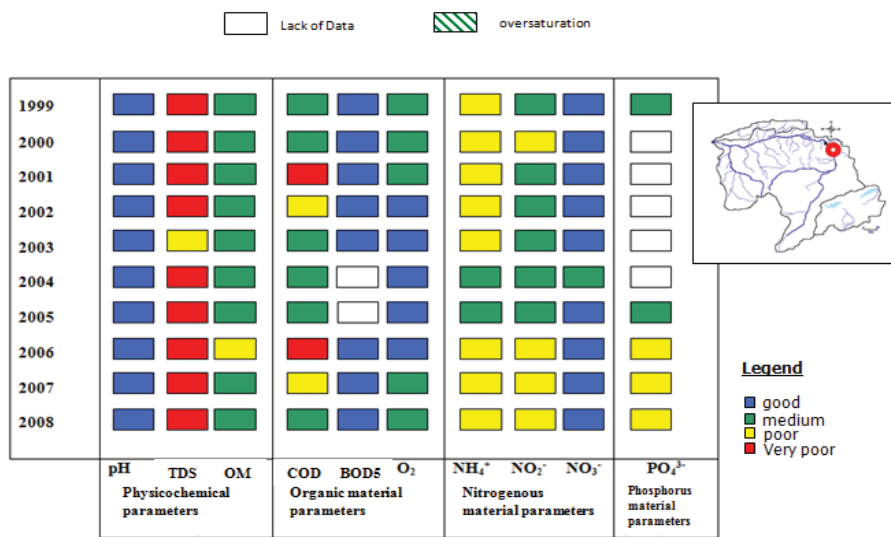 Lack of Data
oversaturation
1999
2000
2001
2002
2003
2004
2005
2006
2007
2008
pH TDS OM COD BOD5 O₂ NH₄⁺ NO₂⁻ NO₃⁻ PO₄³⁻
Physicochemical
parameters
Organic material
parameters
Nitrogenous
material parameters
Phosphorus
material
parameters
Legend
good
medium
poor
Very poor